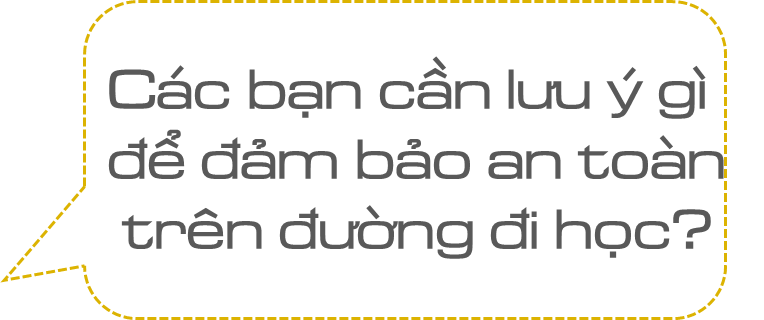 Các bạn cần lưu ý gì
để đảm bảo an toàn
trên đường đi học?